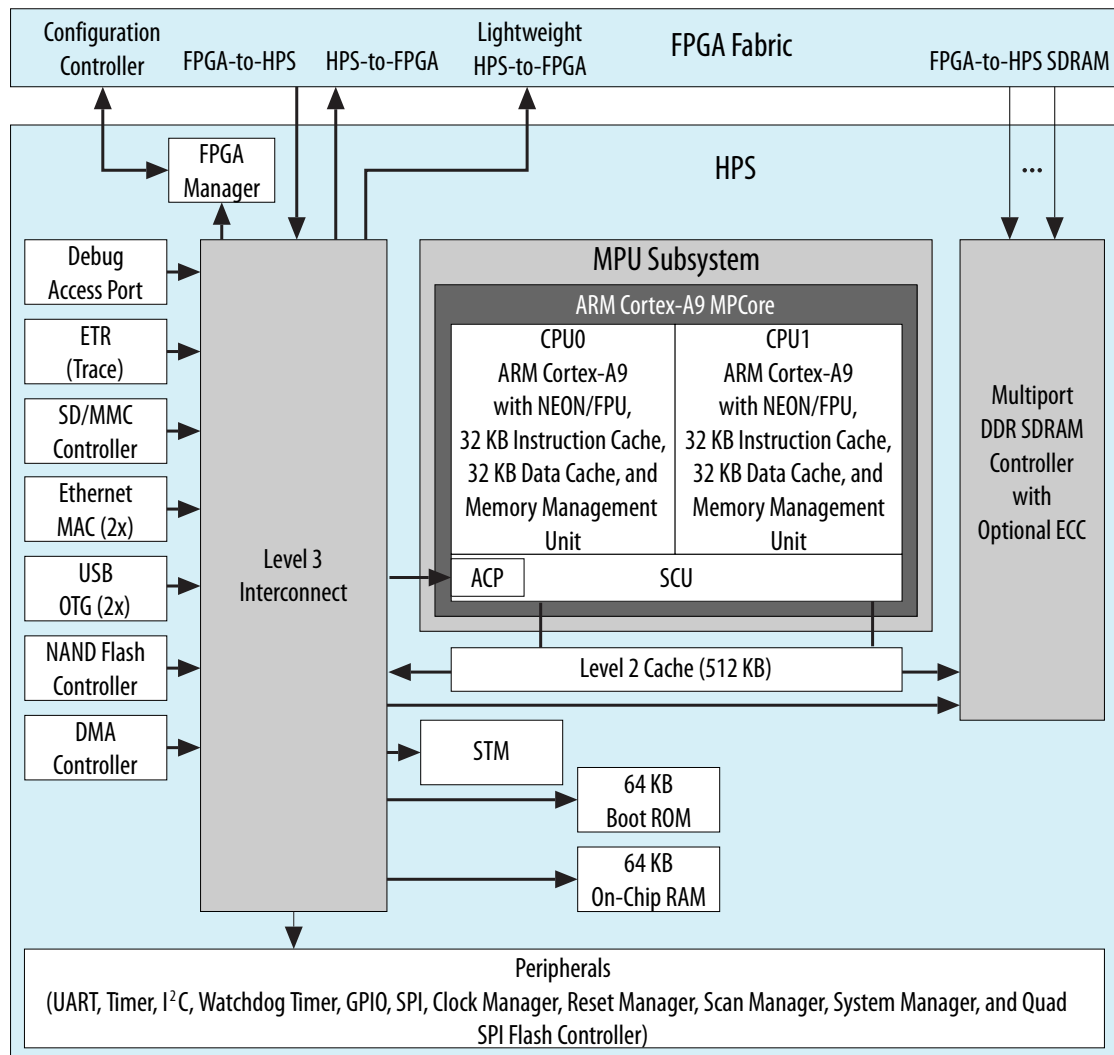 Configuration
Controller
FPGA-to-HPS
HPS-to-FPGA
Lightweight
HPS-to-FPGA
FPGA Fabric
FPGA-to-HPS SDRAM
FPGA
Manager
HPS
...
Debug
Access Port
ETR
(Trace)
SD/MMC
Controller
Ethernet
MAC (2x)
USB
OTG (2x)
NAND Flash
Controller
DMA
Controller
Level 3
Interconnect
MPU Subsystem
ARM Cortex-A9 MPCore
CPU0
ARM Cortex-A9
with NEON/FPU,
32 KB Instruction Cache,
32 KB Data Cache, and
Memory Management
Unit
CPU1
ARM Cortex-A9
with NEON/FPU,
32 KB Instruction Cache,
32 KB Data Cache, and
Memory Management
Unit
ACP
SCU
Level 2 Cache (512 KB)
Multiport
DDR SDRAM
Controller
with
Optional ECC
STM
64 KB
Boot ROM
64 KB
On-Chip RAM
Peripherals
(UART, Timer, I²C, Watchdog Timer, GPIO, SPI, Clock Manager, Reset Manager, Scan Manager, System Manager, and Quad
SPI Flash Controller)